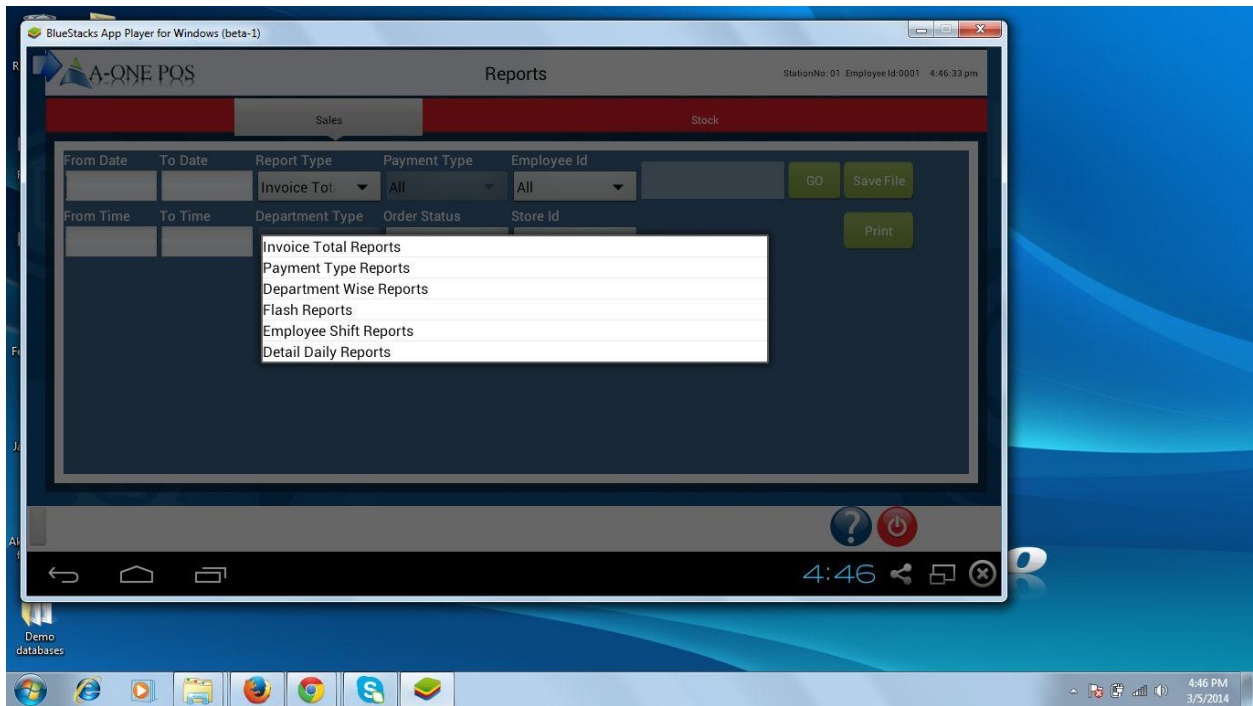 BlueStacks App Player for Windows (beta-1)
A-ONE POS
Reports
StationNo: 01 Employee Id:0001 4:46:33 pm
Sales
Stock
From Date To Date Report Type Payment Type Employee Id
Invoice Tot All All GO Save File
From Time To Time Department Type Order Status Store Id
Print
Invoice Total Reports
Payment Type Reports
Department Wise Reports
Flash Reports
Employee Shift Reports
Detail Daily Reports
4:46
Demo
databases
4:46 PM
3/5/2014